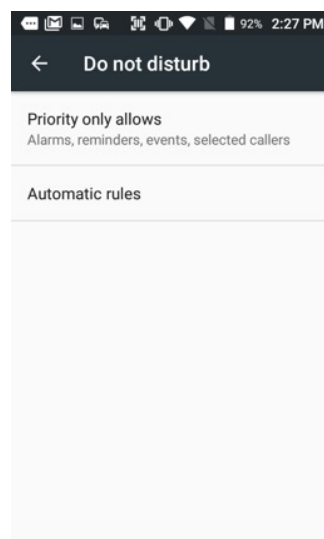 92% 2:27 PM
Do not disturb
Priority only allows
Alarms, reminders, events, selected callers
Automatic rules